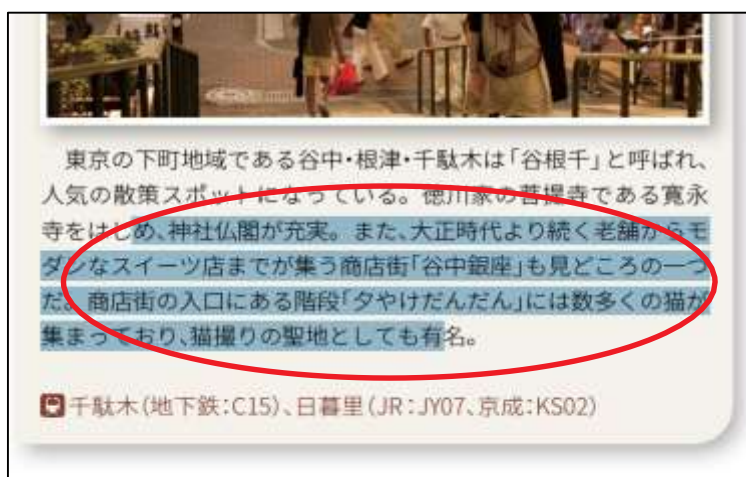 東京の下町地域である谷中・根津・千駄木は「谷根千」と呼ばれ、
人気の散策スポットになっている。徳川家の菩提寺である寛永
寺をはじめ、神社仏閣が充実。また、大正時代より続く老舗からモ
ダンなスイーツ店までが集う商店街「谷中銀座」も見どころの一つ
だ。商店街の入口にある階段「夕やけだんだん」には数多くの猫が
集まっており、猫撮りの聖地としても有名。
千駄木(地下鉄:C15)、日暮里(JR:JY07、京成:KS02)